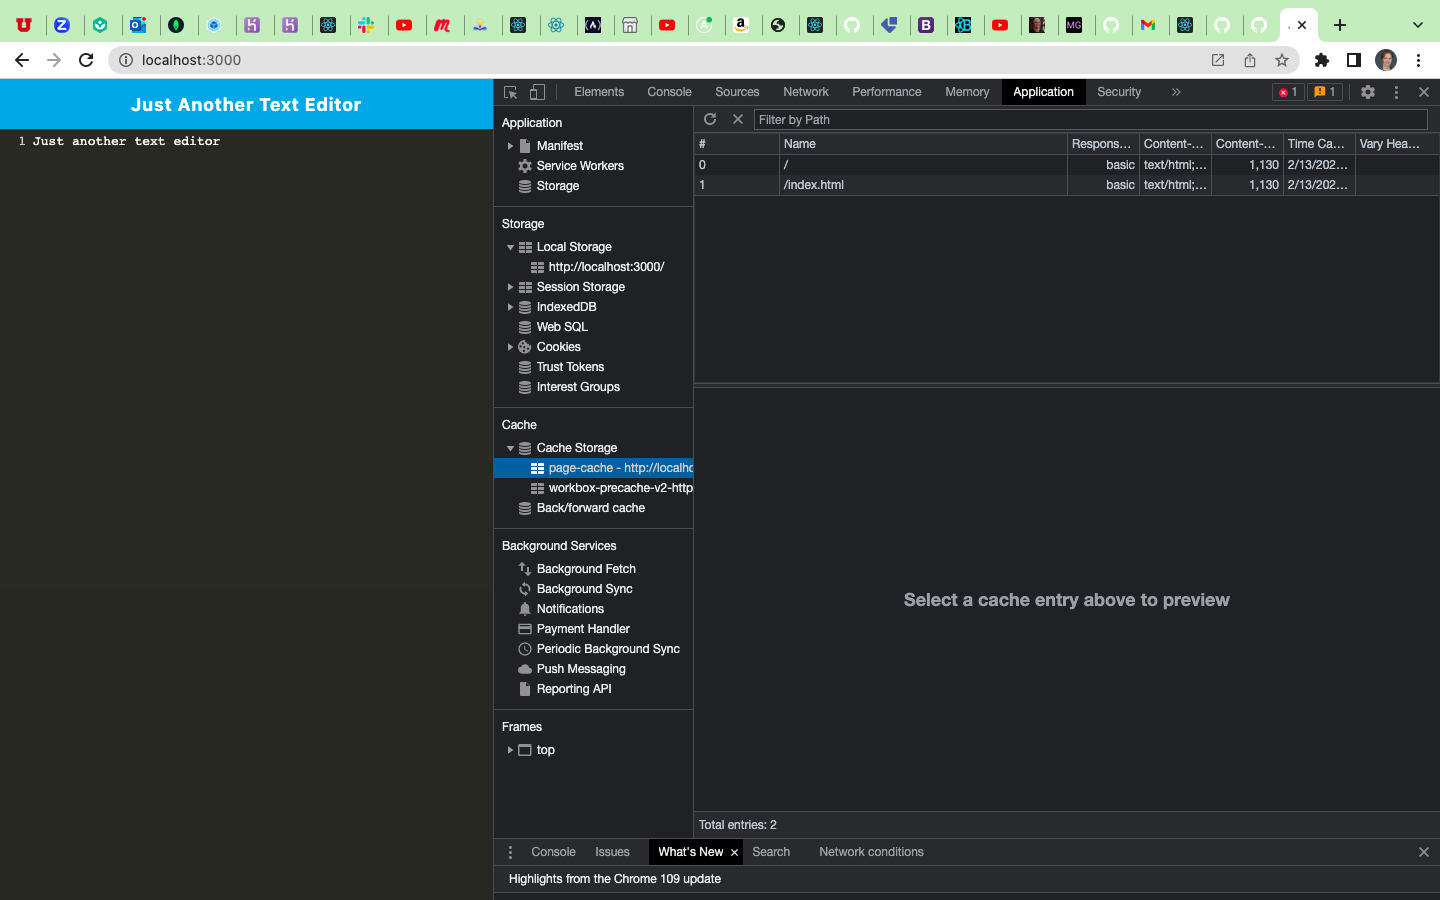 localhost:3000
Just Another Text Editor
1 Just another text editor
Elements Console Sources Network Performance Memory Application Security » 1 1
Application
Manifest
Service Workers
Storage
Storage
Local Storage
http://localhost:3000/
Session Storage
IndexedDB
Web SQL
Cookies
Trust Tokens
Interest Groups
Cache
Cache Storage
page-cache - http://localho
workbox-precache-v2-http
Back/forward cache
Background Services
Background Fetch
Background Sync
Notifications
Payment Handler
Periodic Background Sync
Push Messaging
Reporting API
Frames
top
Filter by Path
# Name Respons... Content-... Content-... Time Ca... Vary Hea...
0 / basic text/html;... 1,130 2/13/202...
1 /index.html basic text/html;... 1,130 2/13/202...
Select a cache entry above to preview
Total entries: 2
Console Issues What's New Search Network conditions
Highlights from the Chrome 109 update